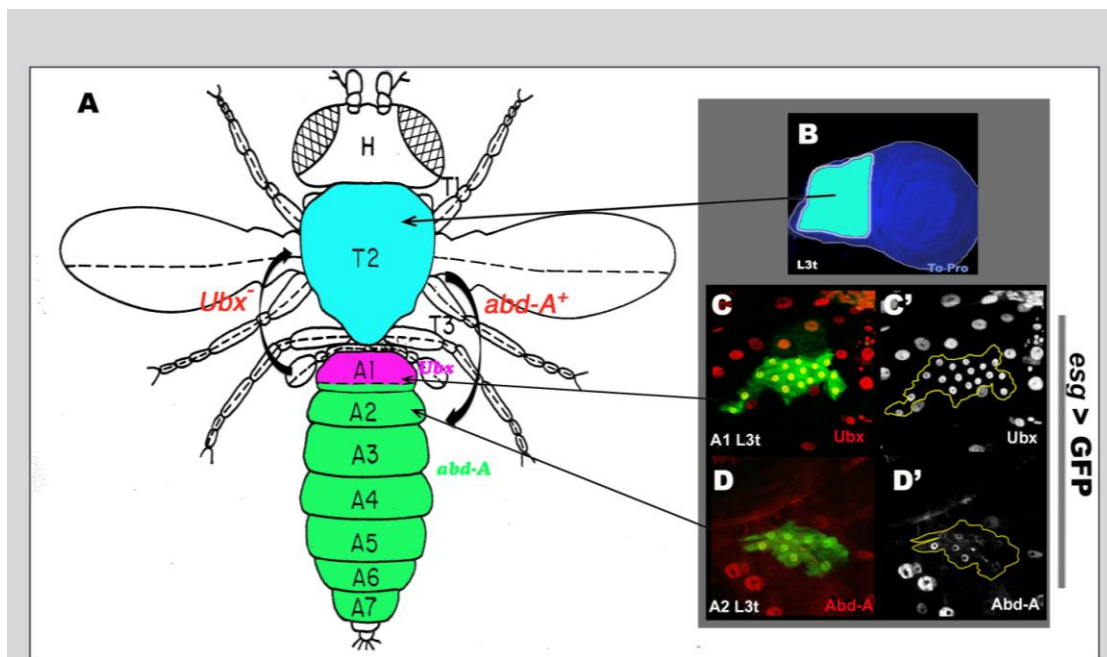 A
H
T1
T2
Ubx-
abd-A+
T3
A1
Ubx
A2
A3
abd-A
A4
A5
A6
A7
B
L3t
To Pro
C
C'
A1 L3t
Ubx
Ubx
D
D'
A2 L3t
Abd-A
Abd-A
esg > GFP